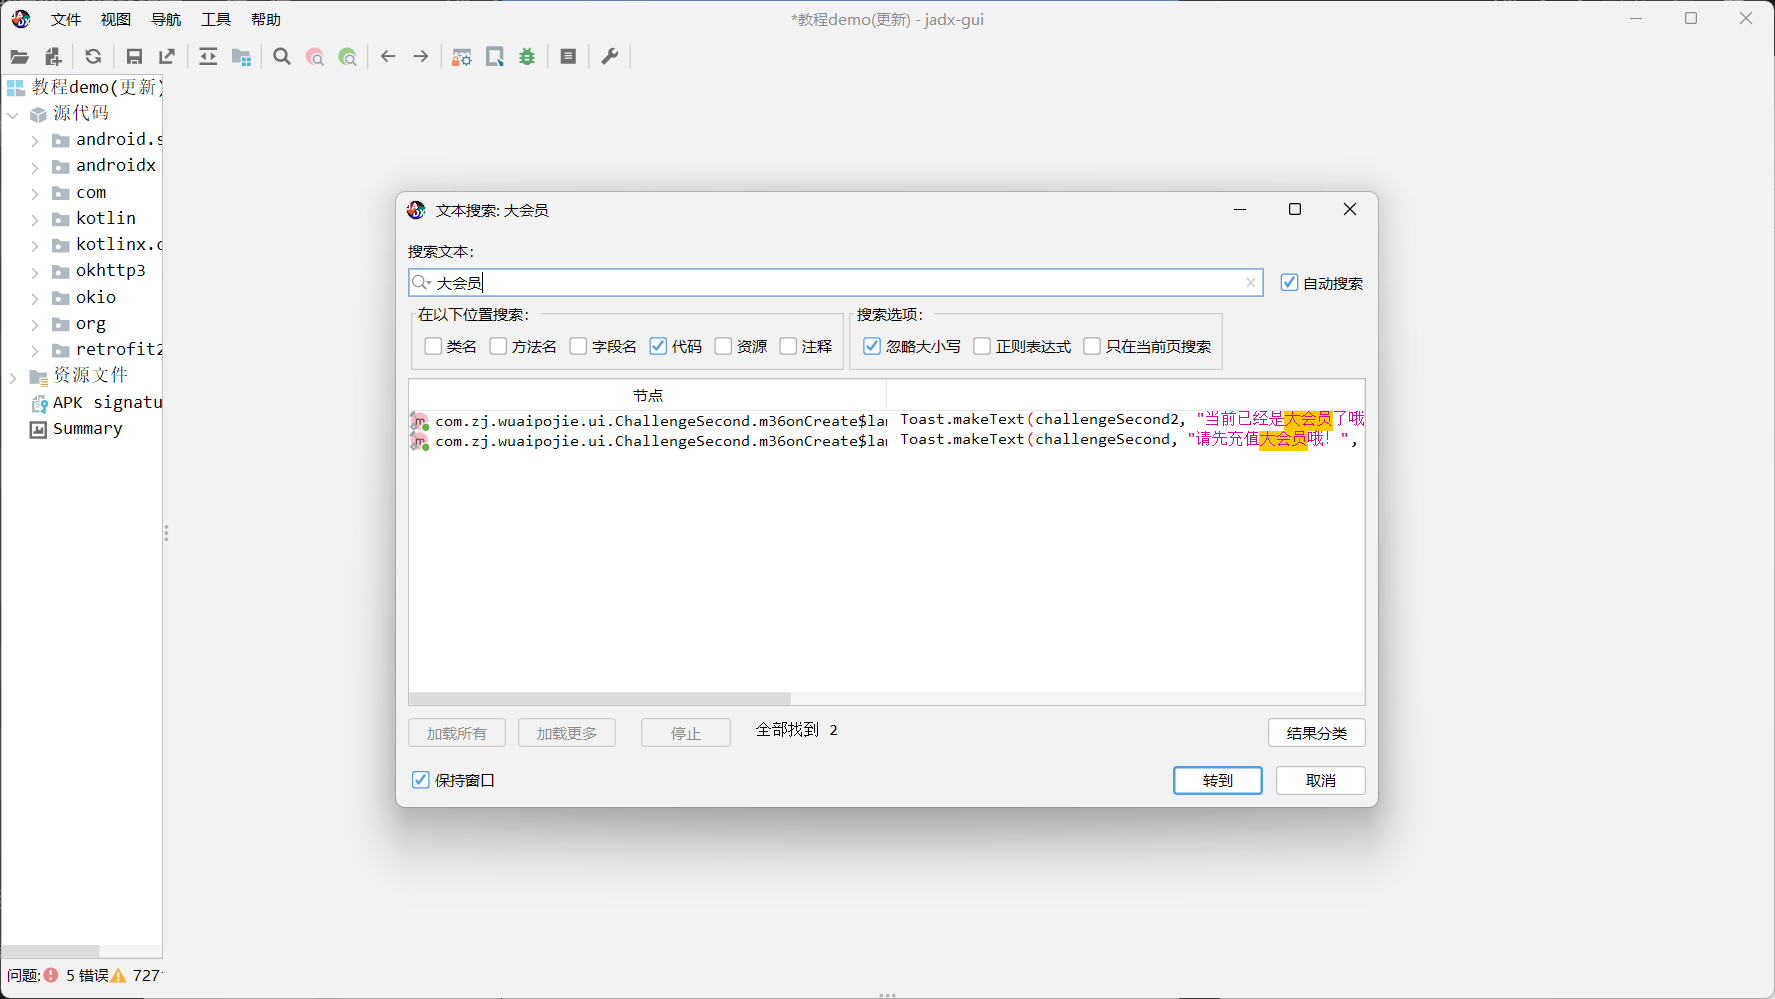 文件 视图 导航 工具 帮助
*教程demo(更新) - jadx-gui
教程demo(更新)
源代码
android.s
androidx
com
kotlin
kotlinx.c
okhttp3
okio
org
retrofit2
资源文件
APK signatu
Summary
问题: 5 错误 727
文本搜索: 大会员
搜索文本:
大会员
自动搜索
在以下位置搜索:
类名 方法名 字段名 代码 资源 注释
搜索选项:
忽略大小写 正则表达式 只在当前页搜索
节点
com.zj.wuaipojie.ui.ChallengeSecond.m36onCreate$lam Toast.makeText(challengeSecond2, "当前已经是大会员了哦
com.zj.wuaipojie.ui.ChallengeSecond.m36onCreate$lam Toast.makeText(challengeSecond, "请先充值大会员哦! ",
加载所有 加载更多 停止 全部找到 2 结果分类
保持窗口 转到 取消